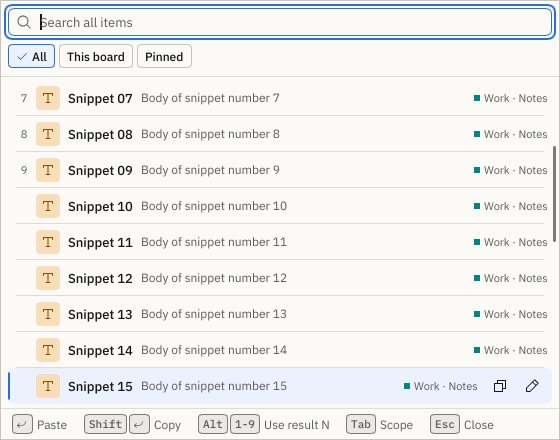 Search all items
All This board Pinned
7 T Snippet 07 Body of snippet number 7 Work · Notes
8 T Snippet 08 Body of snippet number 8 Work · Notes
9 T Snippet 09 Body of snippet number 9 Work · Notes
T Snippet 10 Body of snippet number 10 Work · Notes
T Snippet 11 Body of snippet number 11 Work · Notes
T Snippet 12 Body of snippet number 12 Work · Notes
T Snippet 13 Body of snippet number 13 Work · Notes
T Snippet 14 Body of snippet number 14 Work · Notes
T Snippet 15 Body of snippet number 15 Work · Notes
↵ Paste Shift ↵ Copy Alt 1-9 Use result N Tab Scope Esc Close